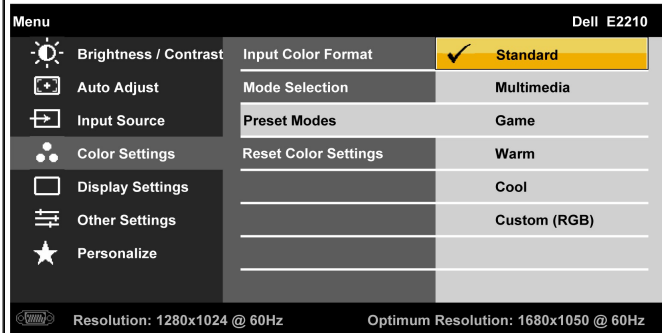 Menu Dell E2210
Brightness / Contrast Input Color Format Standard
Auto Adjust Mode Selection Multimedia
Input Source Preset Modes Game
Color Settings Reset Color Settings Warm
Display Settings Cool
Other Settings Custom (RGB)
Personalize
Resolution: 1280x1024 @ 60Hz Optimum Resolution: 1680x1050 @ 60Hz